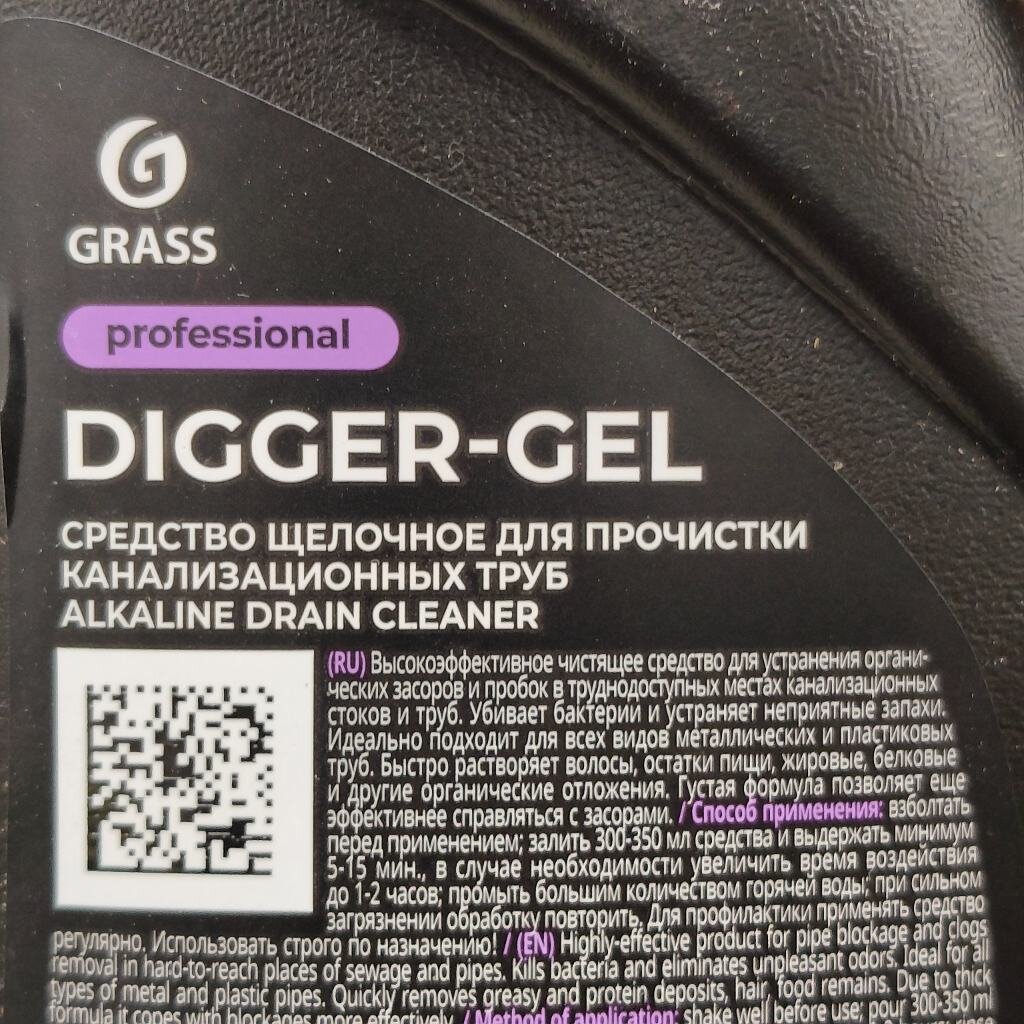 GRASS
professional
DIGGER-GEL
СРЕДСТВО ЩЕЛОЧНОЕ ДЛЯ ПРОЧИСТКИ
КАНАЛИЗАЦИОННЫХ ТРУБ
ALKALINE DRAIN CLEANER
(RU) Высокоэффективное чистящее средство для устранения органи-
ческих засоров и пробок в труднодоступных местах канализационных
стоков и труб. Убивает бактерии и устраняет неприятные запахи.
Идеально подходит для всех видов металлических и пластиковых
труб. Быстро растворяет волосы, остатки пищи, жировые, белковые
и другие органические отложения. Густая формула позволяет еще
эффективнее справляться с засорами. / Способ применения: взболтать
перед применением; залить 300-350 мл средства и выдержать минимум
5-15 мин., в случае необходимости увеличить время воздействия
до 1-2 часов; промыть большим количеством горячей воды; при сильном
загрязнении обработку повторить. Для профилактики применять средство
регулярно. Использовать строго по назначению! / (EN) Highly-effective product for pipe blockage and clogs
removal in hard-to-reach places of sewage and pipes. Kills bacteria and eliminates unpleasant odors. Ideal for all
types of metal and plastic pipes. Quickly removes greasy and protein deposits, hair, food remains. Due to thick
formula it copes with blockages more effectively. / Method of application: shake well before use; pour 300-350 ml